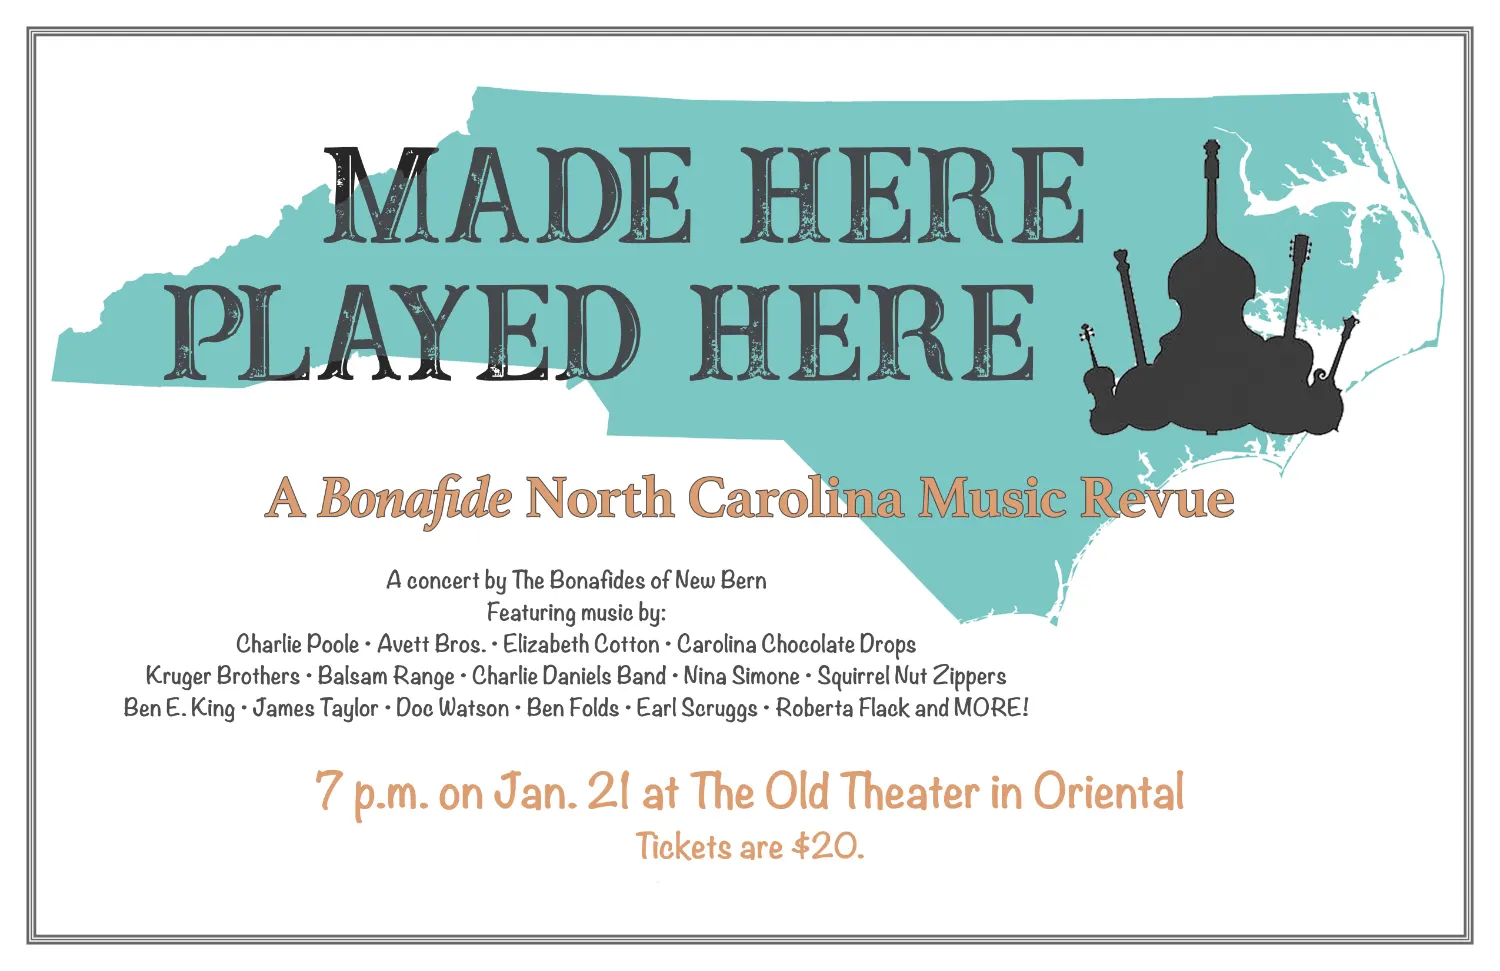 MADE HERE
PLAYED HERE
A Bonafide North Carolina Music Revue
A concert by The Bonafides of New Bern
Featuring music by:
Charlie Poole • Avett Bros. • Elizabeth Cotton • Carolina Chocolate Drops
Kruger Brothers • Balsam Range • Charlie Daniels Band • Nina Simone • Squirrel Nut Zippers
Ben E. King • James Taylor • Doc Watson • Ben Folds • Earl Scruggs • Roberta Flack and MORE!
7 p.m. on Jan. 21 at The Old Theater in Oriental
Tickets are $20.